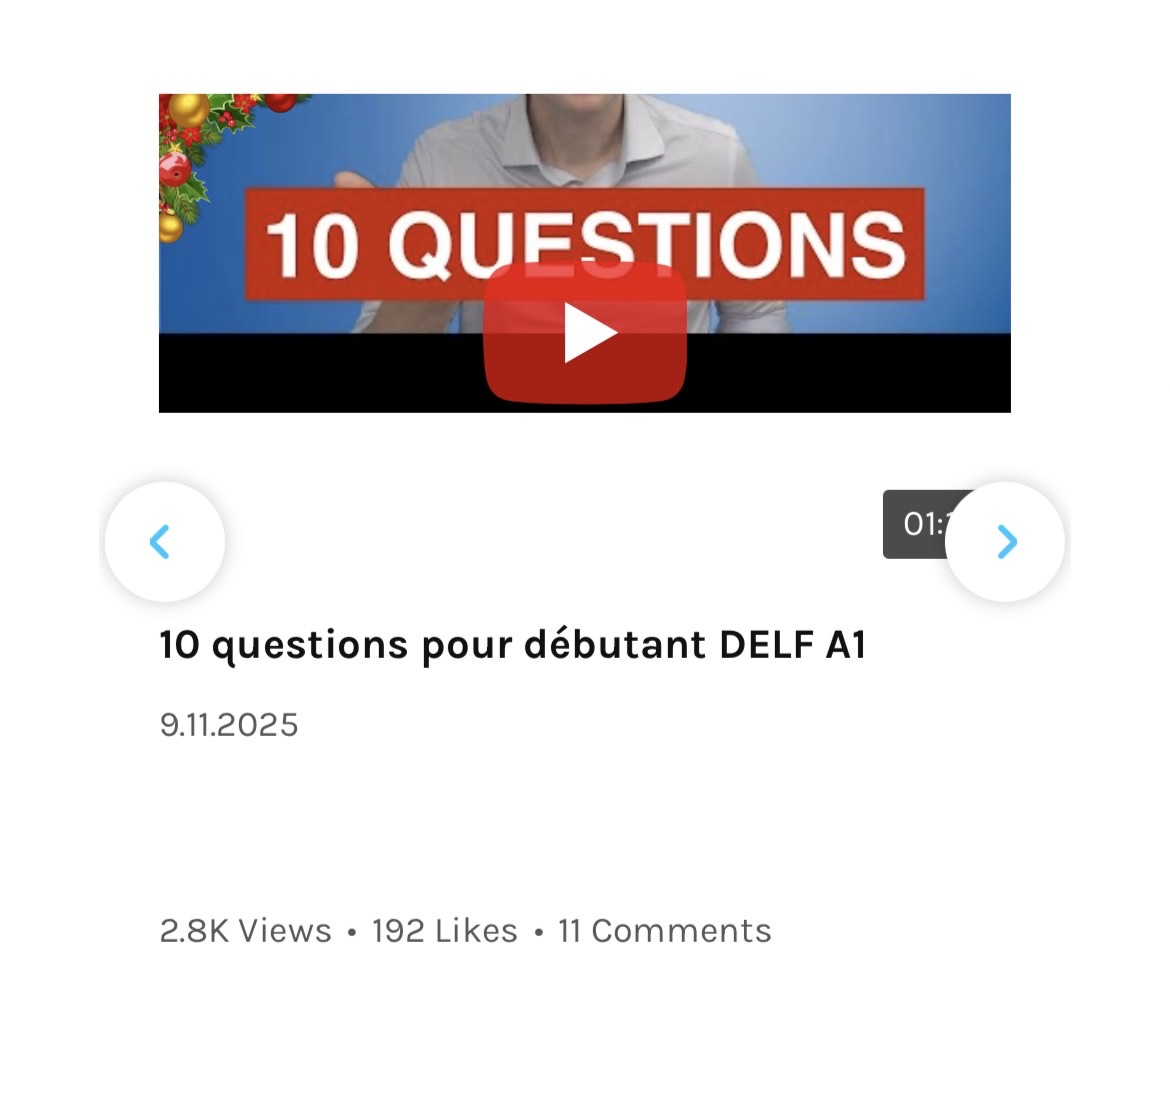 10 QUESTIONS
10 questions pour débutant DELF A1
9.11.2025
2.8K Views • 192 Likes • 11 Comments